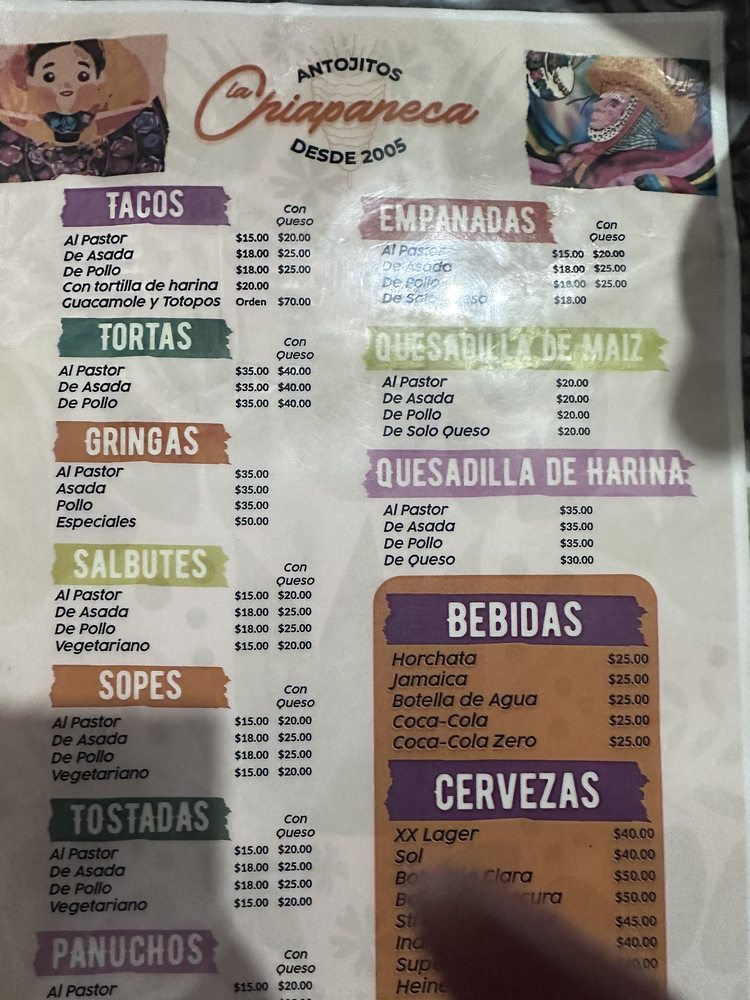 ANTOJITOS
la Chiapaneca
DESDE 2005
TACOS Con Queso
Al Pastor $15.00 $20.00
De Asada $18.00 $25.00
De Pollo $18.00 $25.00
Con tortilla de harina $20.00
Guacamole y Totopos Orden $70.00
TORTAS Con Queso
Al Pastor $35.00 $40.00
De Asada $35.00 $40.00
De Pollo $35.00 $40.00
GRINGAS
Al Pastor $35.00
Asada $35.00
Pollo $35.00
Especiales $50.00
SALBUTES Con Queso
Al Pastor $15.00 $20.00
De Asada $18.00 $25.00
De Pollo $18.00 $25.00
Vegetariano $15.00 $20.00
SOPES Con Queso
Al Pastor $15.00 $20.00
De Asada $18.00 $25.00
De Pollo $18.00 $25.00
Vegetariano $15.00 $20.00
TOSTADAS Con Queso
Al Pastor $15.00 $20.00
De Asada $18.00 $25.00
De Pollo $18.00 $25.00
Vegetariano $15.00 $20.00
PANUCHOS Con Queso
Al Pastor $15.00 $20.00
EMPANADAS Con Queso
Al Pastor $15.00 $20.00
De Asada $18.00 $25.00
De Pollo $18.00 $25.00
De $18.00
QUESADILLA DE MAIZ
Al Pastor $20.00
De Asada $20.00
De Pollo $20.00
De Solo Queso $20.00
QUESADILLA DE HARINA
Al Pastor $35.00
De Asada $35.00
De Pollo $35.00
De Queso $30.00
BEBIDAS
Horchata $25.00
Jamaica $25.00
Botella de Agua $25.00
Coca-Cola $25.00
Coca-Cola Zero $25.00
CERVEZAS
XX Lager $40.00
Sol $40.00
Clara $50.00
$50.00
$45.00
$40.00